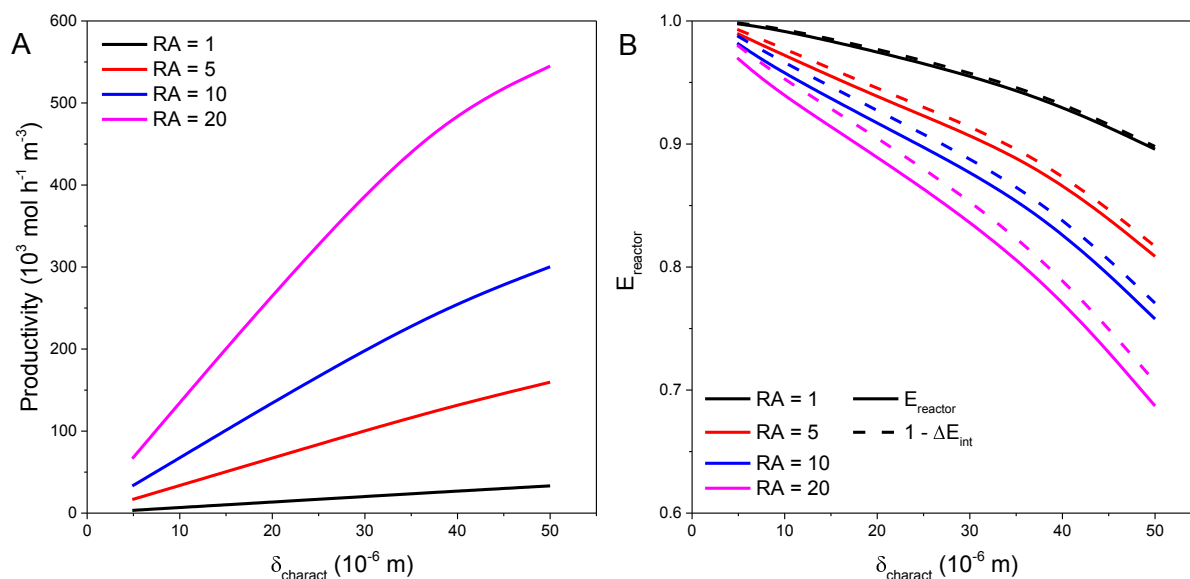 A
Productivity (10³ mol h⁻¹ m⁻³)
600
500
400
300
200
100
0
RA = 1
RA = 5
RA = 10
RA = 20
0
10
20
30
40
50
δcharact (10⁻⁶ m)
B
Ereactor
1.0
0.9
0.8
0.7
0.6
RA = 1
RA = 5
RA = 10
RA = 20
Ereactor
1 - ΔEint
0
10
20
30
40
50
δcharact (10⁻⁶ m)